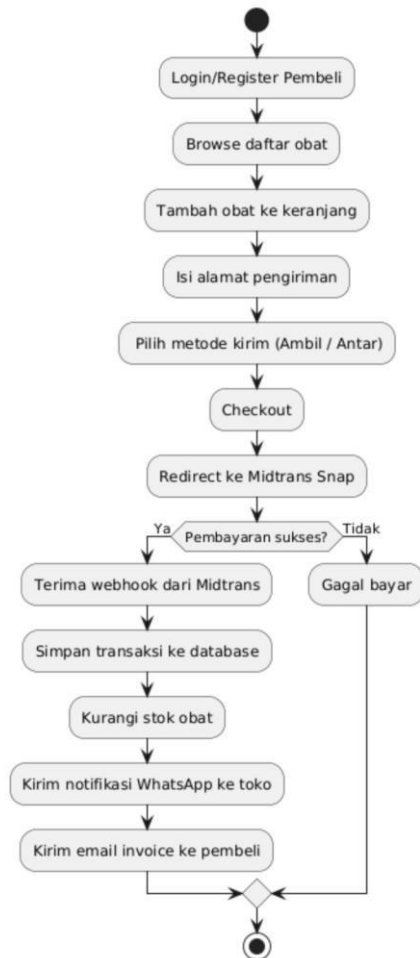 Login/Register Pembeli
Browse daftar obat
Tambah obat ke keranjang
Isi alamat pengiriman
Pilih metode kirim (Ambil / Antar)
Checkout
Redirect ke Midtrans Snap
Ya
Pembayaran sukses?
Tidak
Terima webhook dari Midtrans
Gagal bayar
Simpan transaksi ke database
Kurangi stok obat
Kirim notifikasi WhatsApp ke toko
Kirim email invoice ke pembeli